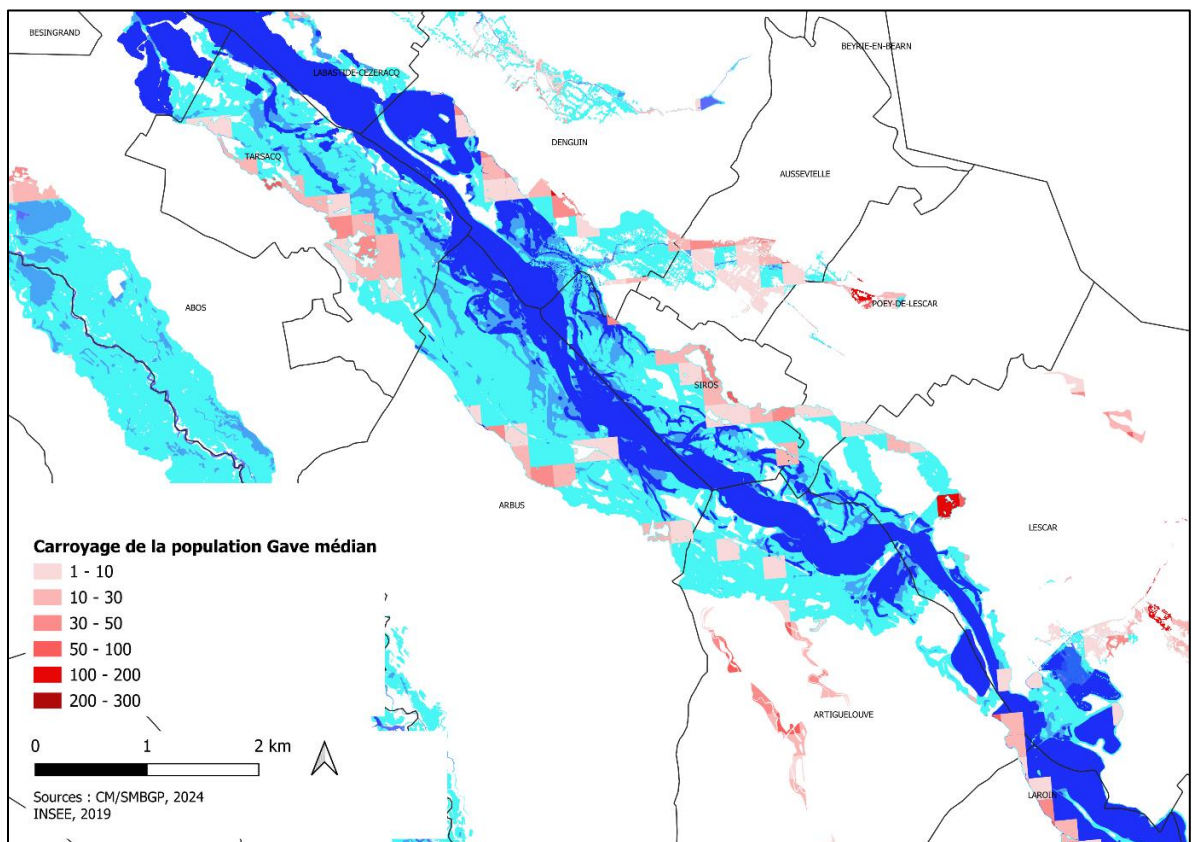 BESINGRAND
BEYRIE-EN-BEARN
LABASTIDE-CEZERACQ
DENGUIN
TARSACQ
AUSSEVIELLE
ABOS
POEY-DE-LESCAR
SIROS
ARBUS
LESCAR
ARTIGUELOUVE
LAROIN
Carroyage de la population Gave médian
1 - 10
10 - 30
30 - 50
50 - 100
100 - 200
200 - 300
0 1 2 km
Sources : CM/SMBGP, 2024
INSEE, 2019